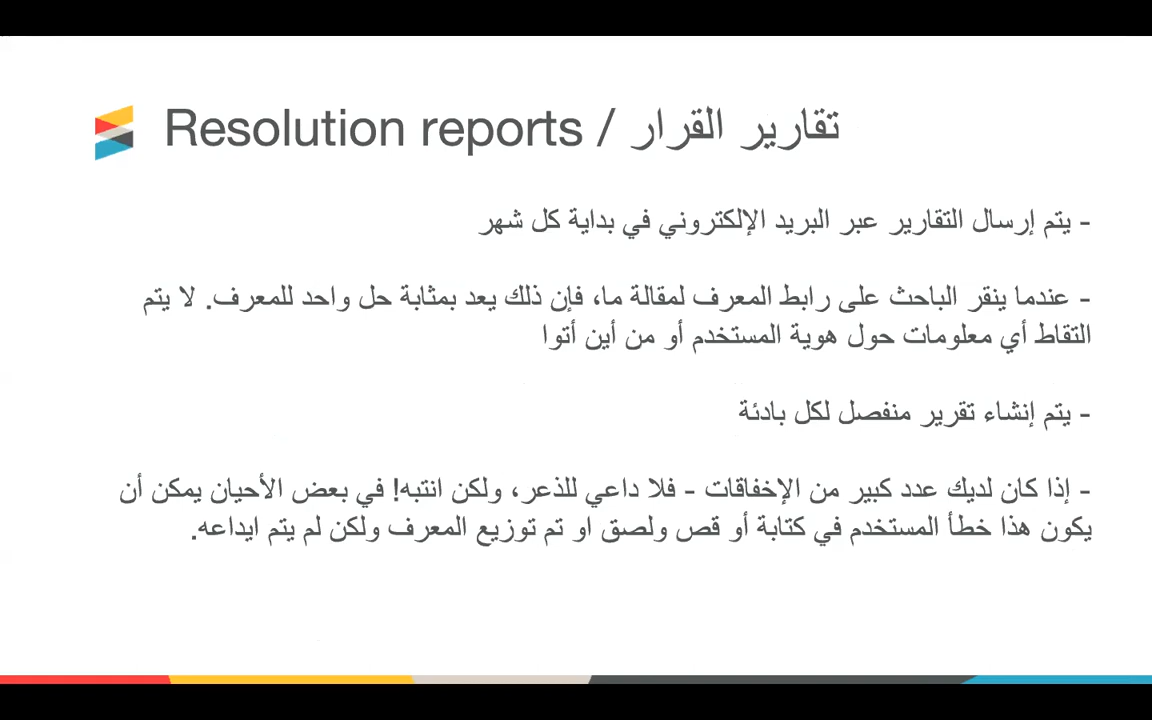 Resolution reports / تقارير القرار
- يتم إرسال التقارير عبر البريد الإلكتروني في بداية كل شهر
- عندما ينقر الباحث على رابط المعرف لمقالة ما، فإن ذلك يعد بمثابة حل واحد للمعرف. لا يتم
التقاط أي معلومات حول هوية المستخدم أو من أين أتوا
- يتم إنشاء تقرير منفصل لكل بادئة
- إذا كان لديك عدد كبير من الإخفاقات - فلا داعي للذعر، ولكن انتبه! في بعض الأحيان يمكن أن
يكون هذا خطأ المستخدم في كتابة أو قص ولصق او تم توزيع المعرف ولكن لم يتم ايداعه.